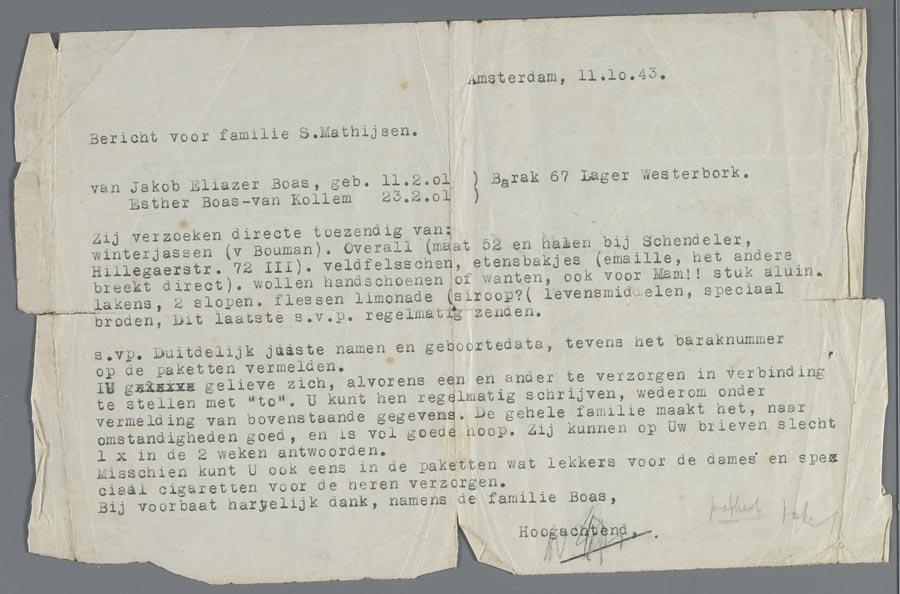 Amsterdam, 11.10.43.
Bericht voor familie S.Mathijsen.
van Jakob Eliazer Boas, geb. 11.2.01 ) Barak 67 Lager Westerbork.
Esther Boas-van Kollem 23.2.01 )
Zij verzoeken directe toezendig van:
winterjassen (v Bouman). Overall (maat 52 en halen bij Schendeler,
Hillegaerstr. 72 III). veldfelsschen, etensbakjes (emaille, het andere
breekt direct). wollen handschoenen of wanten, ook voor Mam!! stuk aluin.
lakens, 2 slopen. flessen limonade (siroop?( levensmiddelen, speciaal
broden, Dit laatste s.v.p. regelmatig zenden.
s.vp. Duitdelijk juiste namen en geboortedata, tevens het baraknummer
op de paketten vermelden.
gelieve zich, alvorens een en ander te verzorgen in verbinding
te stellen met "to". U kunt hen regelmatig schrijven, wederom onder
vermelding van bovenstaande gegevens. De gehele familie maakt het, naar
omstandigheden goed, en is vol goede hoop. Zij kunnen op Uw brieven slecht
1 x in de 2 weken antwoorden.
Misschien kunt U ook eens in de paketten wat lekkers voor de dames en spex
ciaal cigaretten voor de heren verzorgen.
Bij voorbaat hartelijk dank, namens de familie Boas,
Hoogachtend.